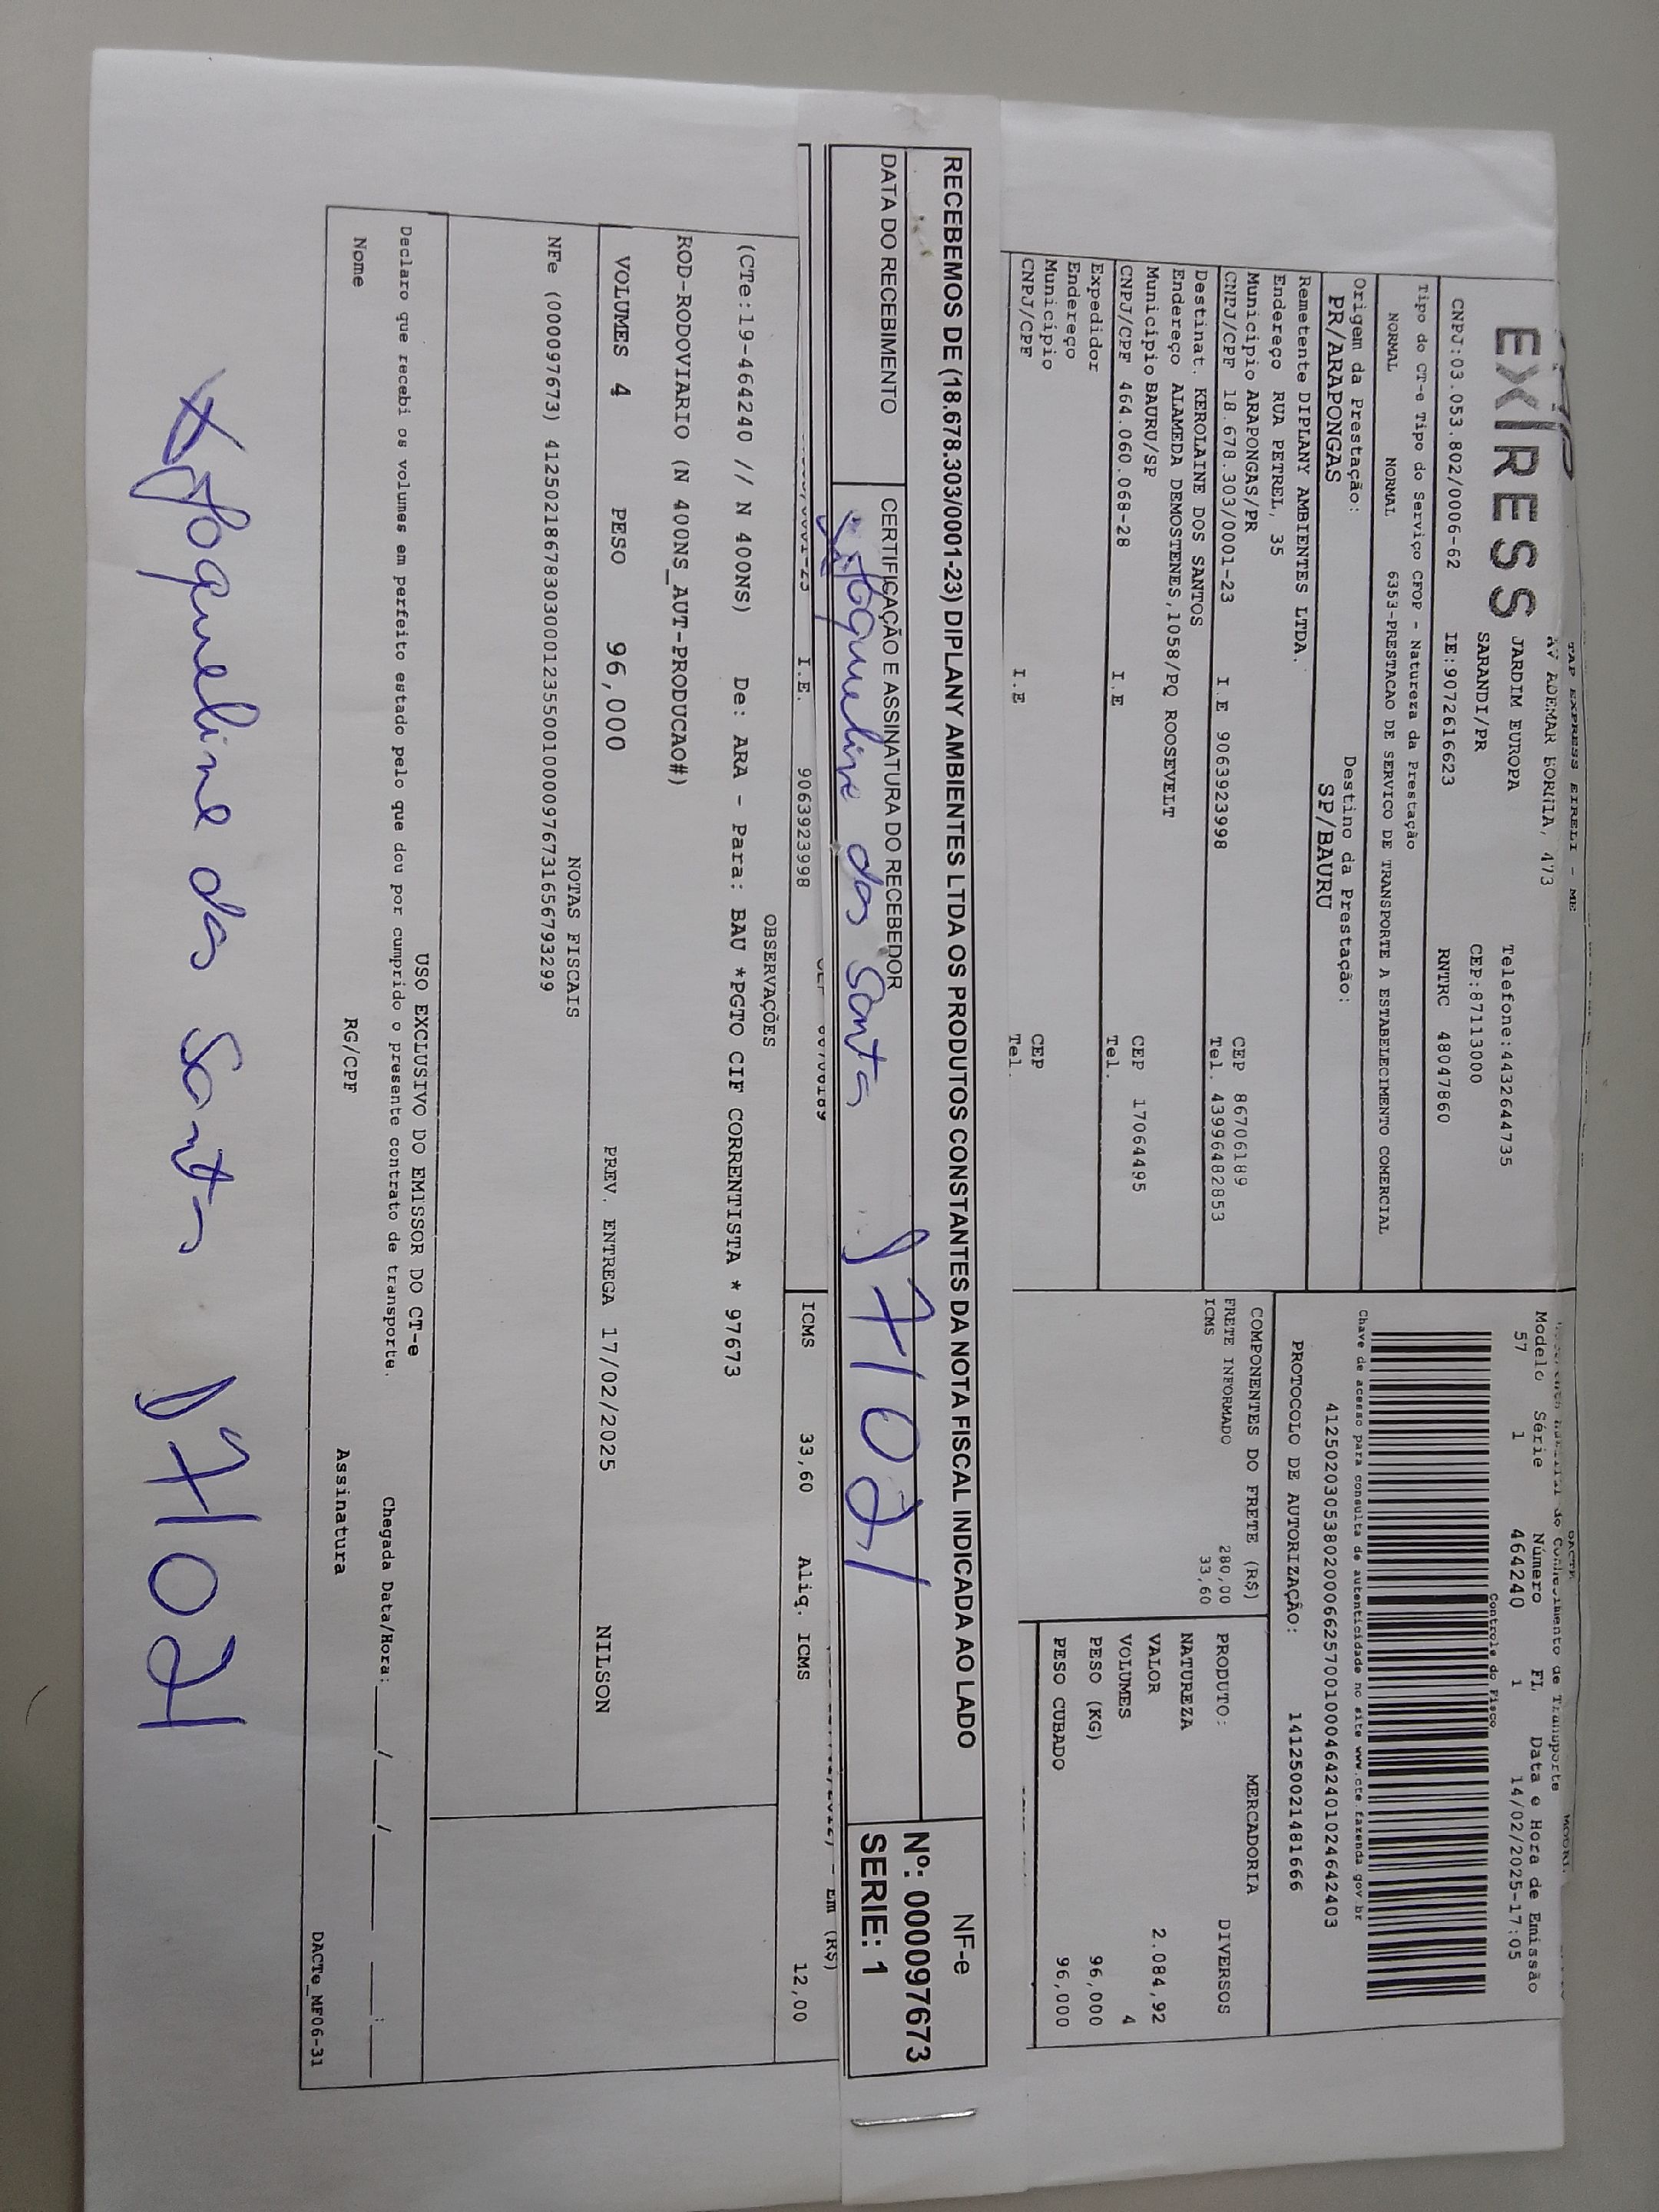 TAP EXPRESS EIRELI - ME
EXPRESS
AV ADEMAR BORNIA, 473
JARDIM EUROPA Telefone:4432644735
SARANDI/PR CEP:87113000
CNPJ:03.053.802/0006-62 IE:9072616623 RNTRC 48047860
DACTE
Modelo Série Número FL Data e Hora de Emissão
57 1 464240 1 14/02/2025-17:05
Controle do Fisco
Chave de acesso para consulta de autenticidade no site www.cte.fazenda.gov.br
41250203053802000662570010004642401024642403
PROTOCOLO DE AUTORIZAÇÃO: 141250021481666
Tipo do CT-e Tipo do Serviço CFOP - Natureza da Prestação
NORMAL NORMAL 6353-PRESTACAO DE SERVICO DE TRANSPORTE A ESTABELECIMENTO COMERCIAL
Origem da Prestação: Destino da Prestação:
PR/ARAPONGAS SP/BAURU
Remetente DIPLANY AMBIENTES LTDA.
Endereço RUA PETREL, 35
Município ARAPONGAS/PR CEP 86706189
CNPJ/CPF 18.678.303/0001-23 I.E 9063923998 Tel. 43996482853
Destinat. KEROLAINE DOS SANTOS
Endereço ALAMEDA DEMOSTENES,1058/PQ ROOSEVELT
Município BAURU/SP CEP 17064495
CNPJ/CPF 464.060.068-28 I.E Tel.
Expedidor
Endereço
Município CEP
CNPJ/CPF I.E Tel.
COMPONENTES DO FRETE (R$)
FRETE INFORMADO 280,00
ICMS 33,60
MERCADORIA
PRODUTO: DIVERSOS
NATUREZA
VALOR 2.084,92
VOLUMES 4
PESO (KG) 96,000
PESO CUBADO 96,000
RECEBEMOS DE (18.678.303/0001-23) DIPLANY AMBIENTES LTDA OS PRODUTOS CONSTANTES DA NOTA FISCAL INDICADA AO LADO
DATA DO RECEBIMENTO CERTIFICAÇÃO E ASSINATURA DO RECEBEDOR
Joqueline dos Santos 17/02/
NF-e
Nº: 000097673
SERIE: 1
I.E. 9063923998
ICMS 33,60 Aliq. ICMS 12,00
OBSERVAÇÕES
(CTe:19-464240 // N 400NS) De: ARA - Para: BAU *PGTO CIF CORRENTISTA * 97673
ROD-RODOVIARIO (N 400NS_AUT-PRODUCAO#)
VOLUMES 4 PESO 96,000 PREV. ENTREGA 17/02/2025 NILSON
NOTAS FISCAIS
NFe (000097673) 41250218678303000123550010000976731656793299
USO EXCLUSIVO DO EMISSOR DO CT-e
Declaro que recebi os volumes em perfeito estado pelo que dou por cumprido o presente contrato de transporte. Chegada Data/Hora:____/____/______ ____:____
Nome RG/CPF Assinatura
DACTe_MF06-31
Joqueline dos Santos 17/02/